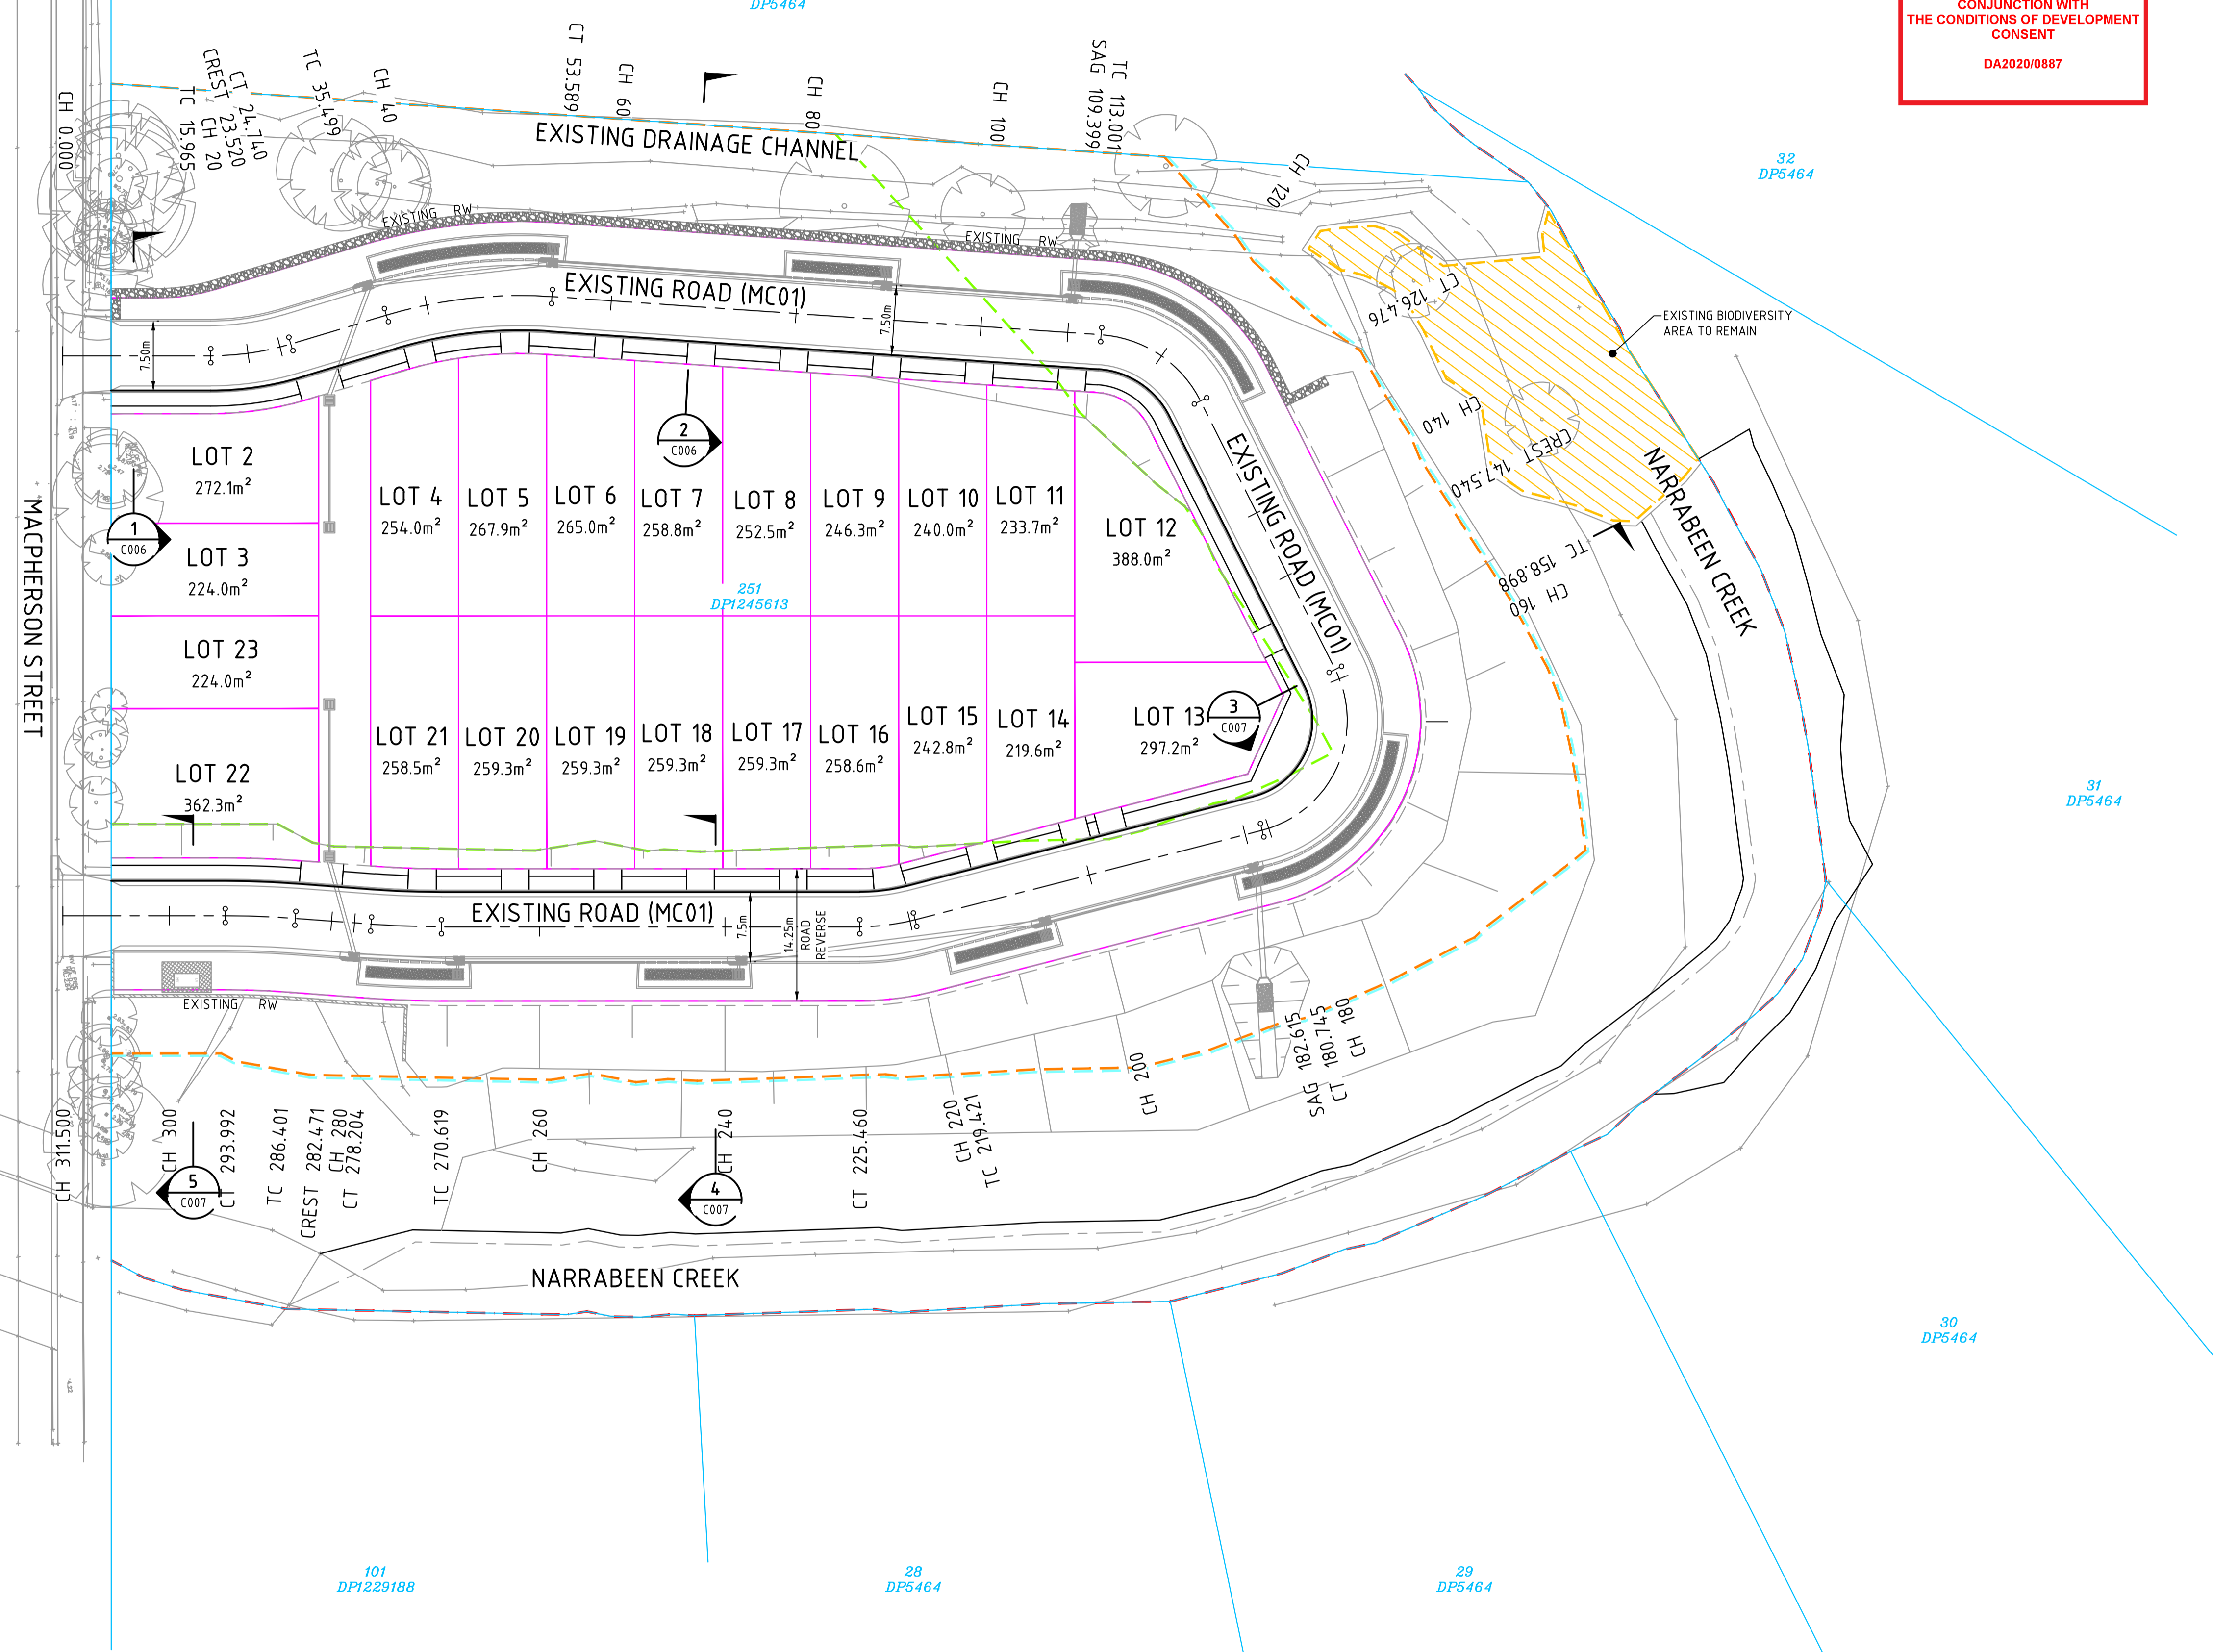 DP5464
CONJUNCTION WITH
THE CONDITIONS OF DEVELOPMENT
CONSENT
DA2020/0887
CH 0.000
TC 15.965
CH 20
CREST 23.520
CT 24.740
TC 35.499
CH 40
CT 53.589
CH 60
CH 80
CH 100
SAG 109.399
TC 113.001
CH 120
EXISTING DRAINAGE CHANNEL
32
DP5464
EXISTING RW
EXISTING RW
EXISTING ROAD (MC01)
7.50m
7.50m
CT 126.476
EXISTING BIODIVERSITY
AREA TO REMAIN
CH 140
CREST 147.540
TC 158.898
CH 160
NARRABEEN CREEK
EXISTING ROAD (MC01)
MACPHERSON STREET
2
C006
1
C006
LOT 2
272.1m²
LOT 3
224.0m²
LOT 4
254.0m²
LOT 5
267.9m²
LOT 6
265.0m²
LOT 7
258.8m²
LOT 8
252.5m²
LOT 9
246.3m²
LOT 10
240.0m²
LOT 11
233.7m²
LOT 12
388.0m²
251
DP1245613
LOT 23
224.0m²
LOT 22
362.3m²
LOT 21
258.5m²
LOT 20
259.3m²
LOT 19
259.3m²
LOT 18
259.3m²
LOT 17
259.3m²
LOT 16
258.6m²
LOT 15
242.8m²
LOT 14
219.6m²
LOT 13
297.2m²
3
C007
31
DP5464
EXISTING ROAD (MC01)
7.5m
14.25m
ROAD
REVERSE
EXISTING RW
CH 311.500
CH 300
CT 293.992
TC 286.401
CREST 282.471
CH 280
CT 278.204
TC 270.619
CH 260
CH 240
CT 225.460
CH 220
TC 219.421
CH 200
SAG 182.615
CT 180.745
CH 180
5
C007
4
C007
NARRABEEN CREEK
30
DP5464
101
DP1229188
28
DP5464
29
DP5464